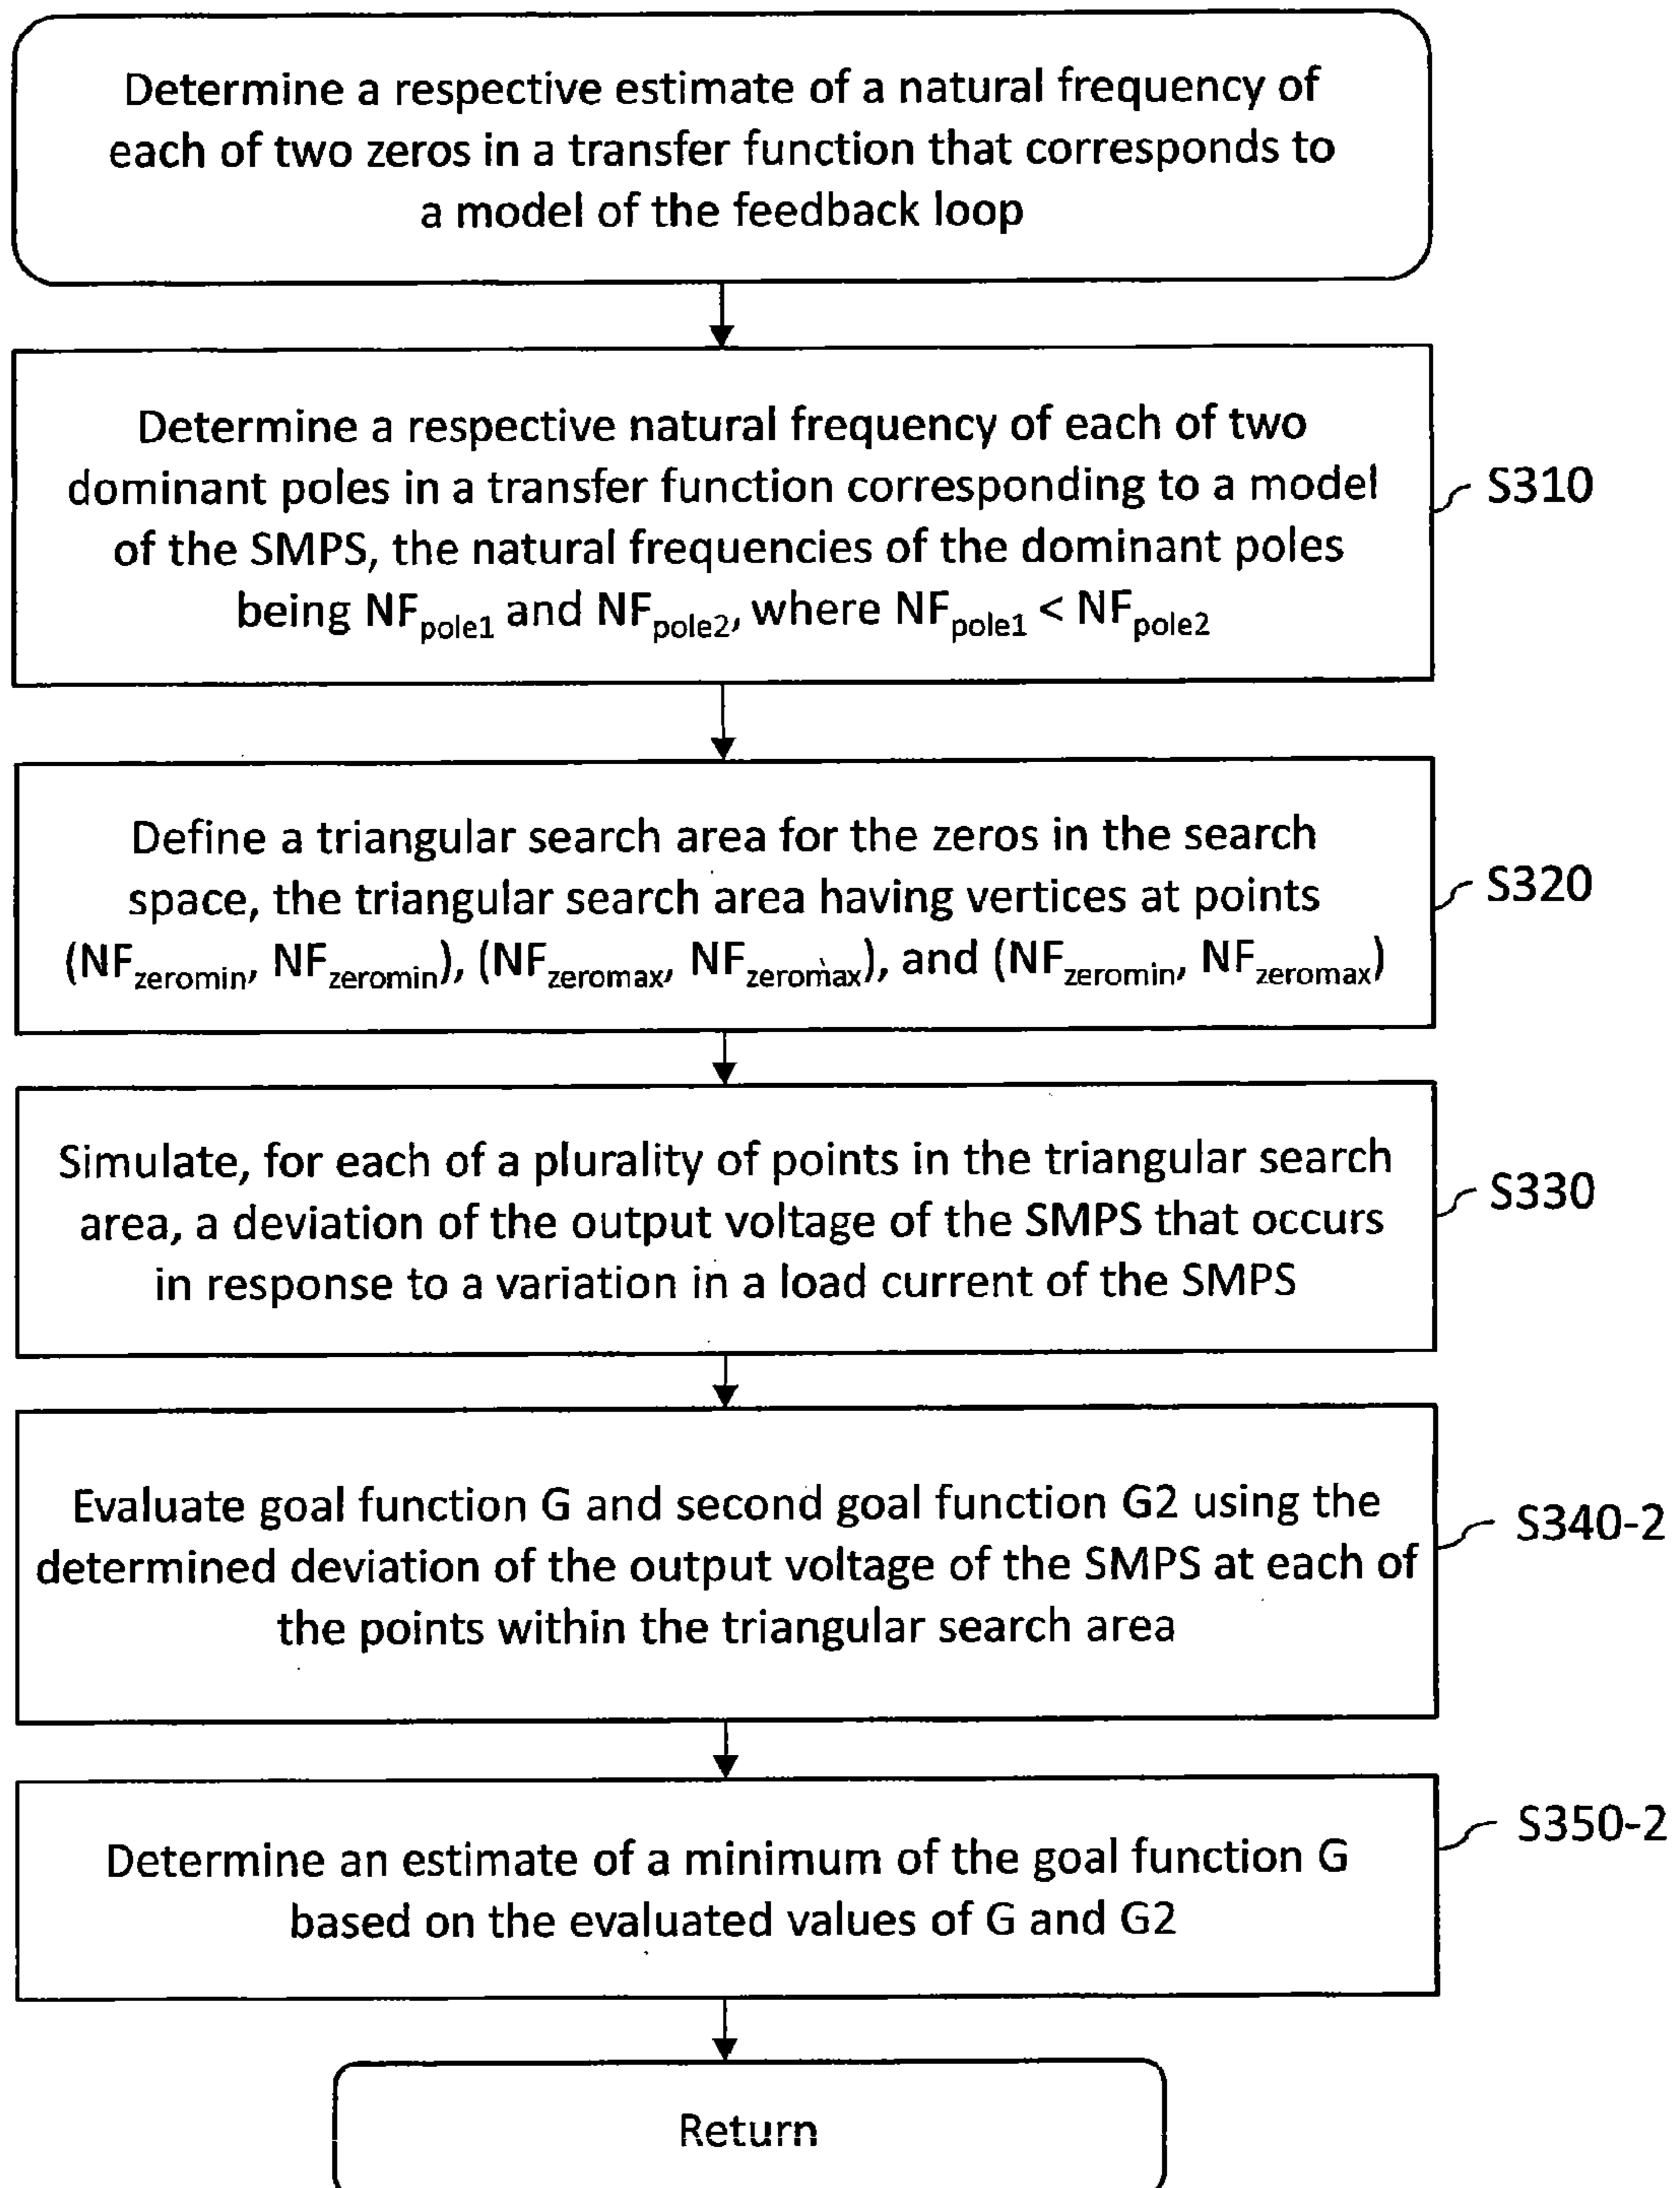 Determine a respective estimate of a natural frequency of
each of two zeros in a transfer function that corresponds to
a model of the feedback loop
Determine a respective natural frequency of each of two
dominant poles in a transfer function corresponding to a model
of the SMPS, the natural frequencies of the dominant poles
being NFpole1 and NFpole2, where NFpole1 < NFpole2
S310
Define a triangular search area for the zeros in the search
space, the triangular search area having vertices at points
(NFzeromin, NFzeromin), (NFzeromax, NFzeromax), and (NFzeromin, NFzeromax)
S320
Simulate, for each of a plurality of points in the triangular search
area, a deviation of the output voltage of the SMPS that occurs
in response to a variation in a load current of the SMPS
S330
Evaluate goal function G and second goal function G2 using the
determined deviation of the output voltage of the SMPS at each of
the points within the triangular search area
S340-2
Determine an estimate of a minimum of the goal function G
based on the evaluated values of G and G2
S350-2
Return